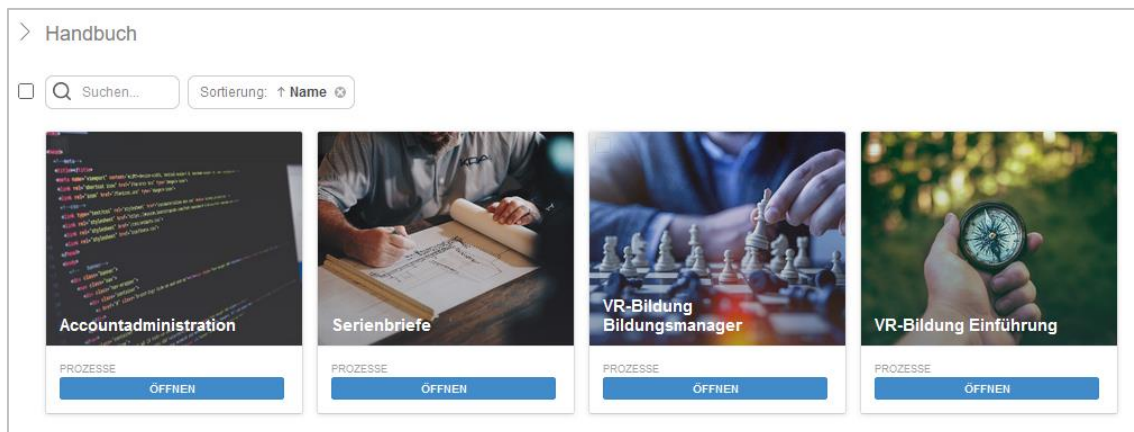 Handbuch
Suchen...
Sortierung: ↑ Name
Accountadministration
Serienbriefe
VR-Bildung
Bildungsmanager
VR-Bildung Einführung
PROZESSE
PROZESSE
PROZESSE
PROZESSE
ÖFFNEN
ÖFFNEN
ÖFFNEN
ÖFFNEN